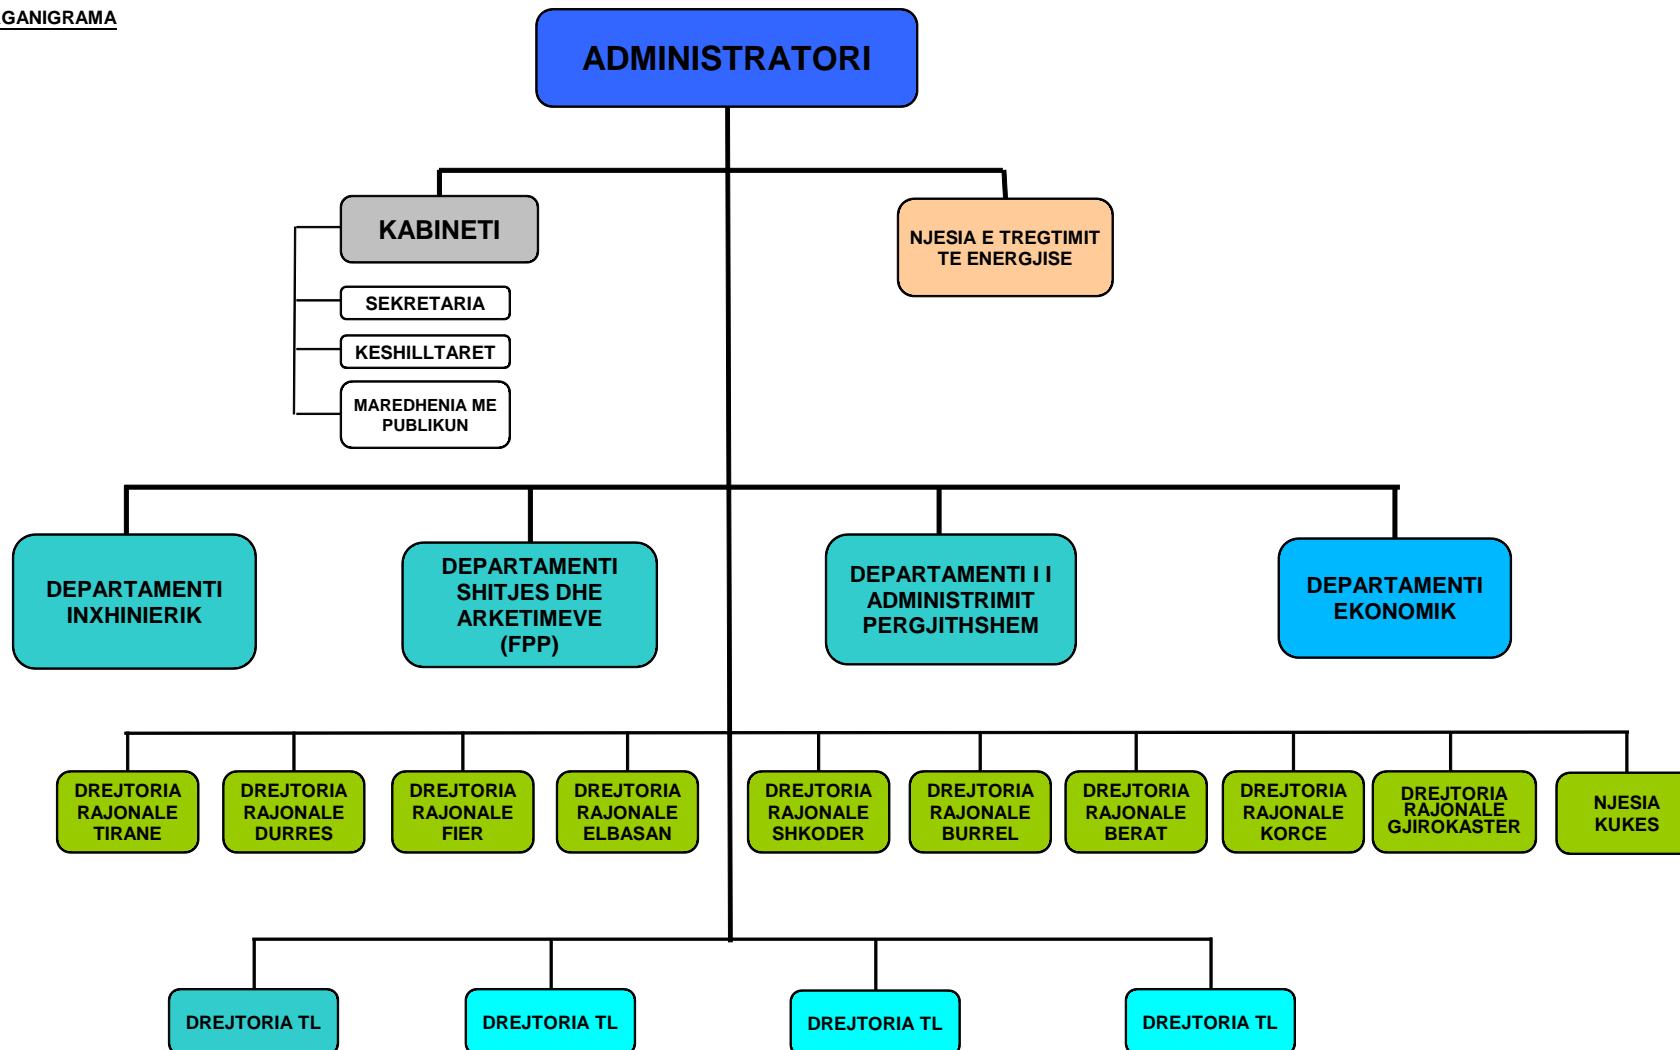 GANIGRAMA
ADMINISTRATORI
KABINETI
NJESIA E TREGTIMIT
TE ENERGJISE
SEKRETARIA
KESHILLTARET
MAREDHENIA ME
PUBLIKUN
DEPARTAMENTI
INXHINIERIK
DEPARTAMENTI
SHITJES DHE
ARKETIMEVE
(FPP)
DEPARTAMENTI I I
ADMINISTRIMIT
PERGJITHSHEM
DEPARTAMENTI
EKONOMIK
DREJTORIA
RAJONALE
TIRANE
DREJTORIA
RAJONALE
DURRES
DREJTORIA
RAJONALE
FIER
DREJTORIA
RAJONALE
ELBASAN
DREJTORIA
RAJONALE
SHKODER
DREJTORIA
RAJONALE
BURREL
DREJTORIA
RAJONALE
BERAT
DREJTORIA
RAJONALE
KORCE
DREJTORIA
RAJONALE
GJIROKASTER
NJESIA
KUKES
DREJTORIA TL
DREJTORIA TL
DREJTORIA TL
DREJTORIA TL